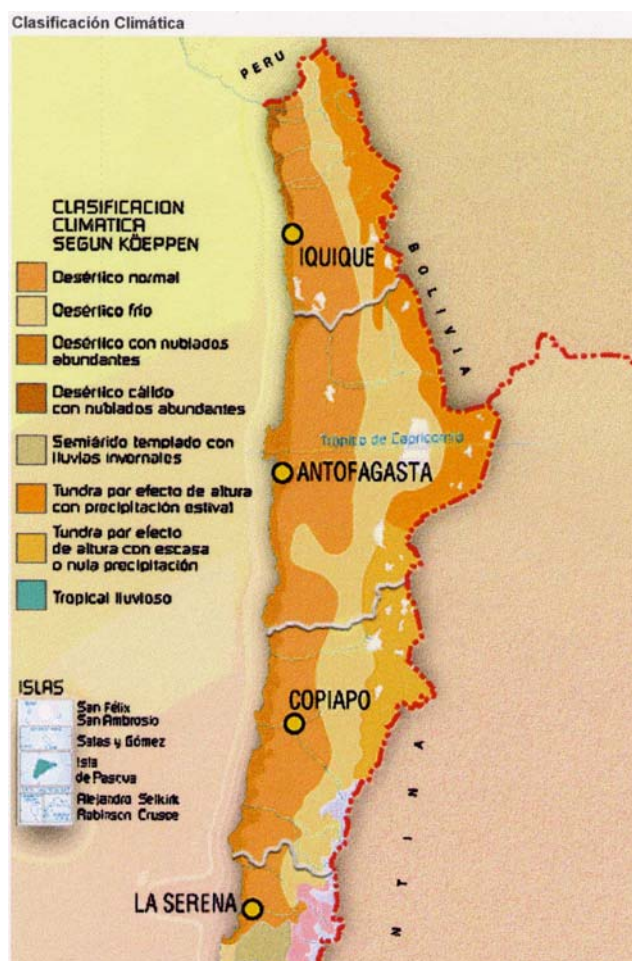 Clasificación Climática
PERU
CLASIFICACION
CLIMATICA
SEGUN KÖEPPEN
Desértico normal
Desértico frío
Desértico con nublados
abundantes
Desértico cálido
con nublados abundantes
Semiárido templado con
lluvias invernales
Tundra por efecto de altura
con precipitación estival
Tundra por efecto
de altura con escasa
o nula precipitación
Tropical lluvioso
IQUIQUE
BOLIVIA
Trópico de Capricornio
ANTOFAGASTA
COPIAPO
LA SERENA
NTINA
ISLAS
San Félix
San Ambrosio
Salas y Gómez
Isla
de Pascua
Alejandro Selkirk
Robinson Crusoe